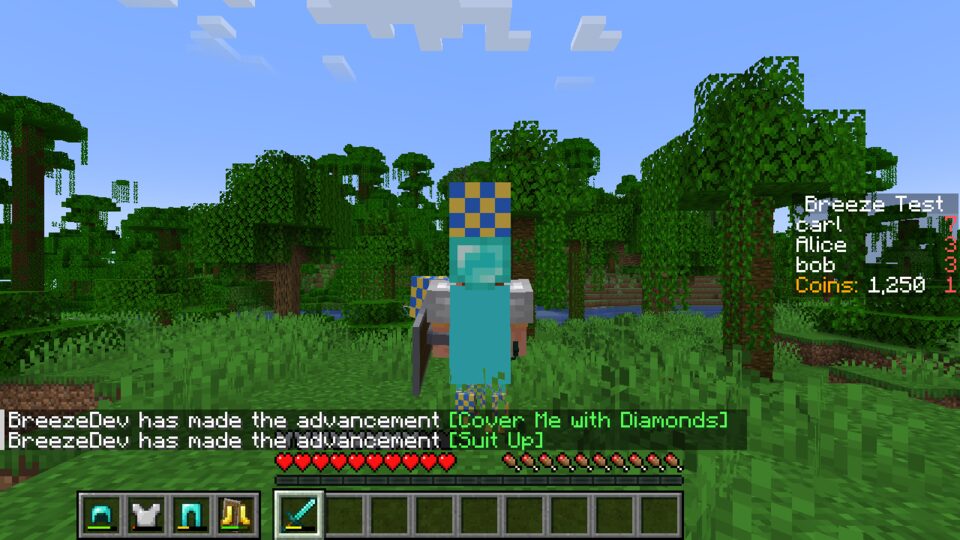 Breeze Test
carl 7
Alice 3
bob 3
Coins: 1,250 1
BreezeDev has made the advancement [Cover Me with Diamonds]
BreezeDev has made the advancement [Suit Up]